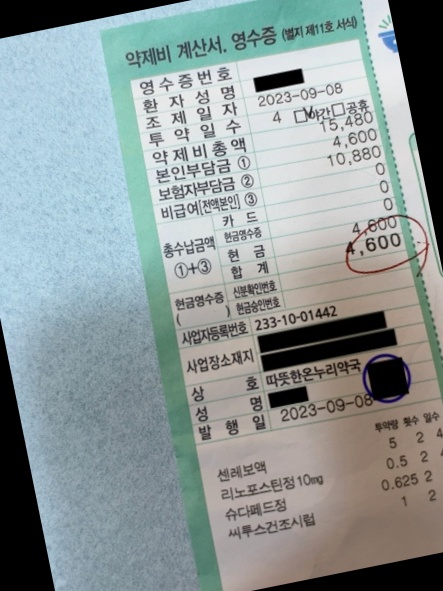 약제비 계산서. 영수증 (별지 제11호 서식)
영수증번호
환자성명
조제일자 2023-09-08
투약일수 4 야간 공휴
약제비총액 15,480
본인부담금 ① 4,600
보험자부담금 ② 10,880
비급여[전액본인] ③ 0
총수납금액 ①+③
카드 0
현금영수증 0
현금 4,600
합계 4,600
현금영수증 ( )
신분확인번호
현금승인번호
사업자등록번호 233-10-01442
사업장소재지
상호 따뜻한온누리약국
성명
발행일 2023-09-08
투약량 횟수 일수
센레보액 5 2 4
리노포스틴정 10mg 0.5 2 4
슈다페드정 0.625 2
씨투스건조시럽 1 2